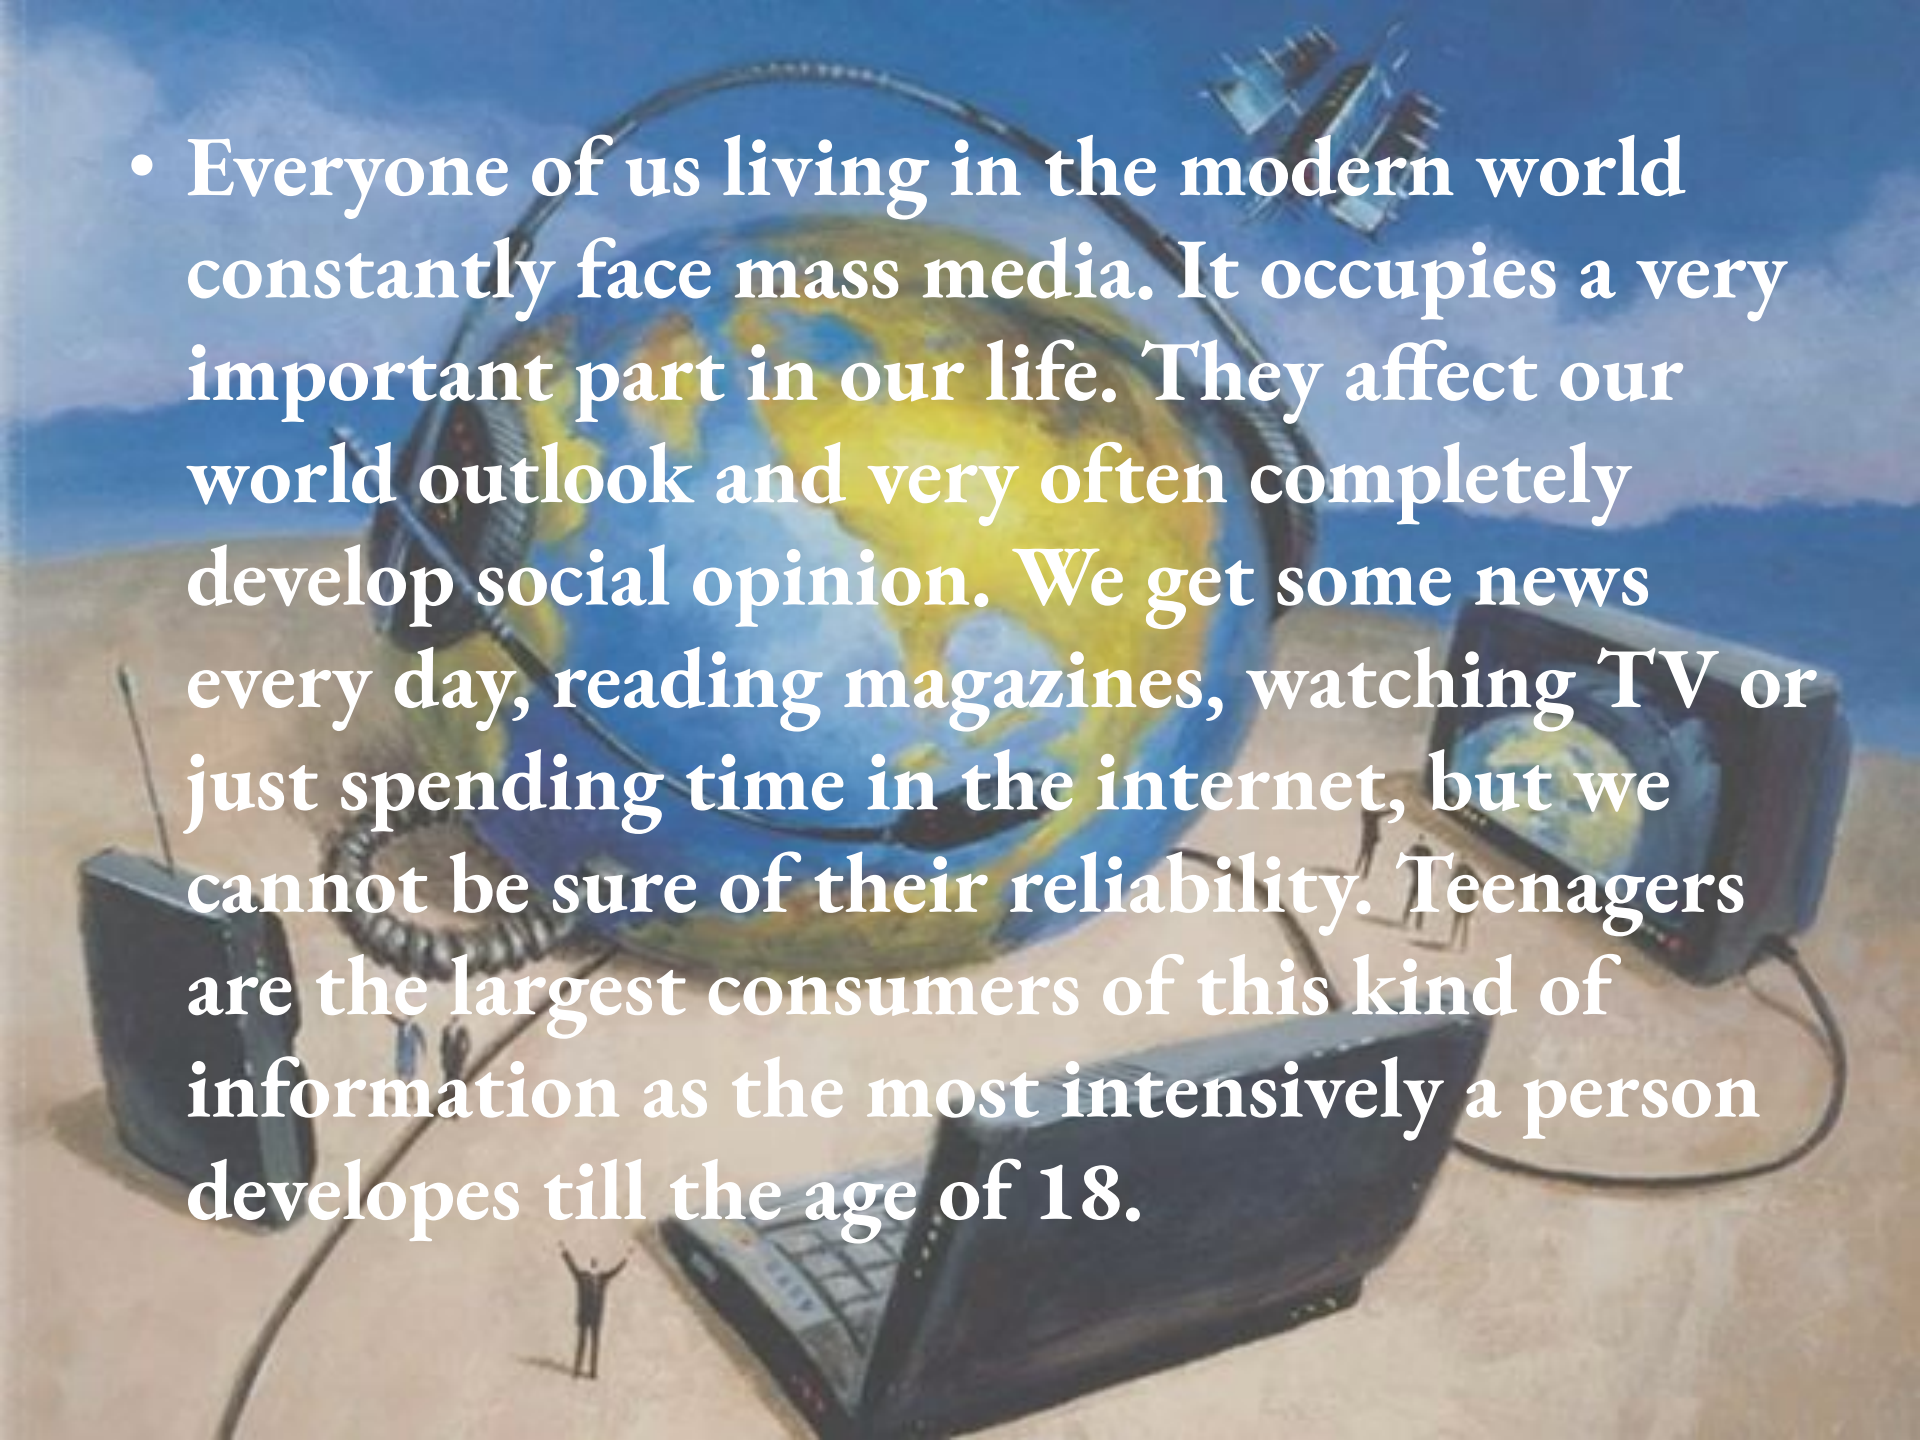 • Everyone of us living in the modern world
constantly face mass media. It occupies a very
important part in our life. They affect our
world outlook and very often completely
develop social opinion. We get some news
every day, reading magazines, watching TV or
just spending time in the internet, but we
cannot be sure of their reliability. Teenagers
are the largest consumers of this kind of
information as the most intensively a person
developes till the age of 18.